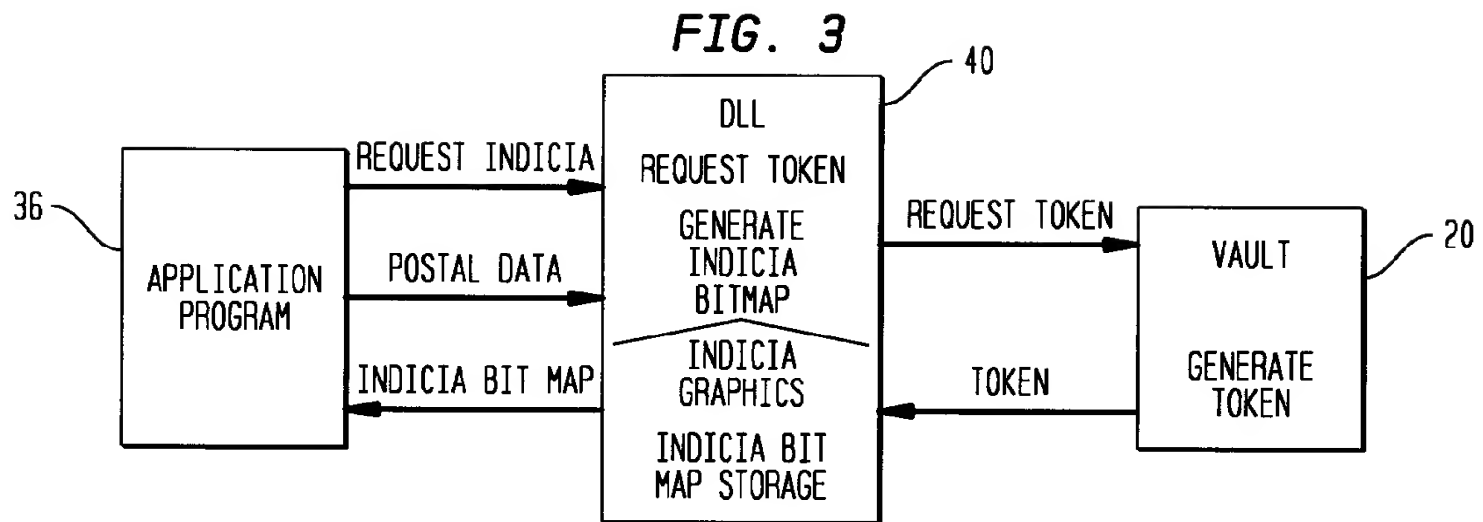 FIG. 3
40
DLL
REQUEST TOKEN
GENERATE
INDICIA
BITMAP
INDICIA
GRAPHICS
INDICIA BIT
MAP STORAGE
REQUEST INDICIA
POSTAL DATA
INDICIA BIT MAP
36
APPLICATION
PROGRAM
REQUEST TOKEN
TOKEN
20
VAULT
GENERATE
TOKEN